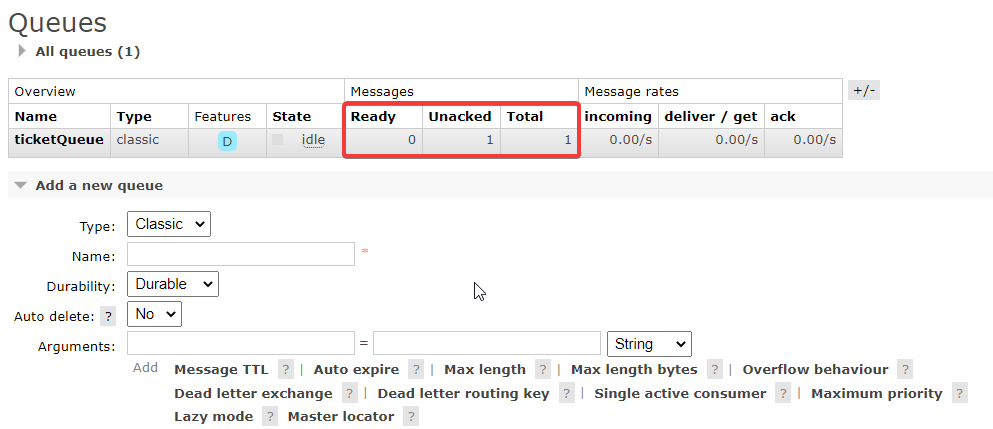 Queues
All queues (1)
Overview Messages Message rates +/-
Name Type Features State Ready Unacked Total incoming deliver / get ack
ticketQueue classic D idle 0 1 1 0.00/s 0.00/s 0.00/s
Add a new queue
Type: Classic
Name: *
Durability: Durable
Auto delete: ? No
Arguments: = String
Add Message TTL ? | Auto expire ? | Max length ? | Max length bytes ? | Overflow behaviour ?
Dead letter exchange ? | Dead letter routing key ? | Single active consumer ? | Maximum priority ?
Lazy mode ? Master locator ?